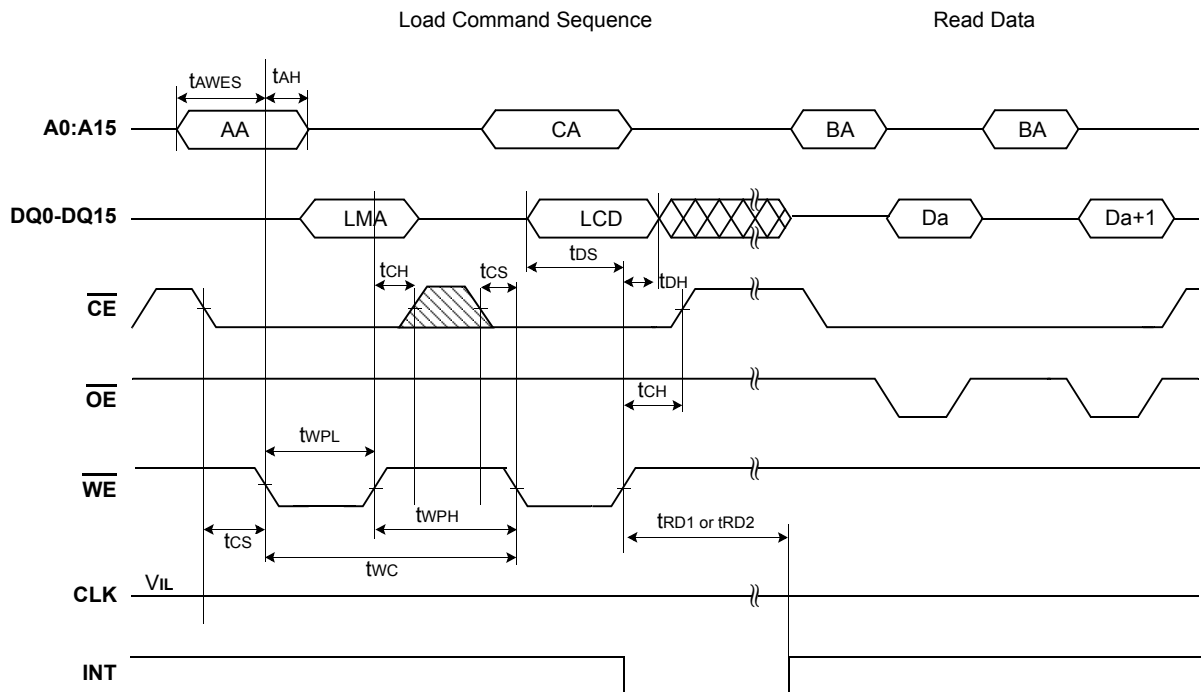 Load Command Sequence Read Data
tAWES tAH
A0:A15 AA CA BA BA
DQ0-DQ15 LMA LCD Da Da+1
tCH tCS tDS tDH
CE
OE tCH
tWPL
WE
tCS tWPH tRD1 or tRD2
tWC
CLK VIL
INT